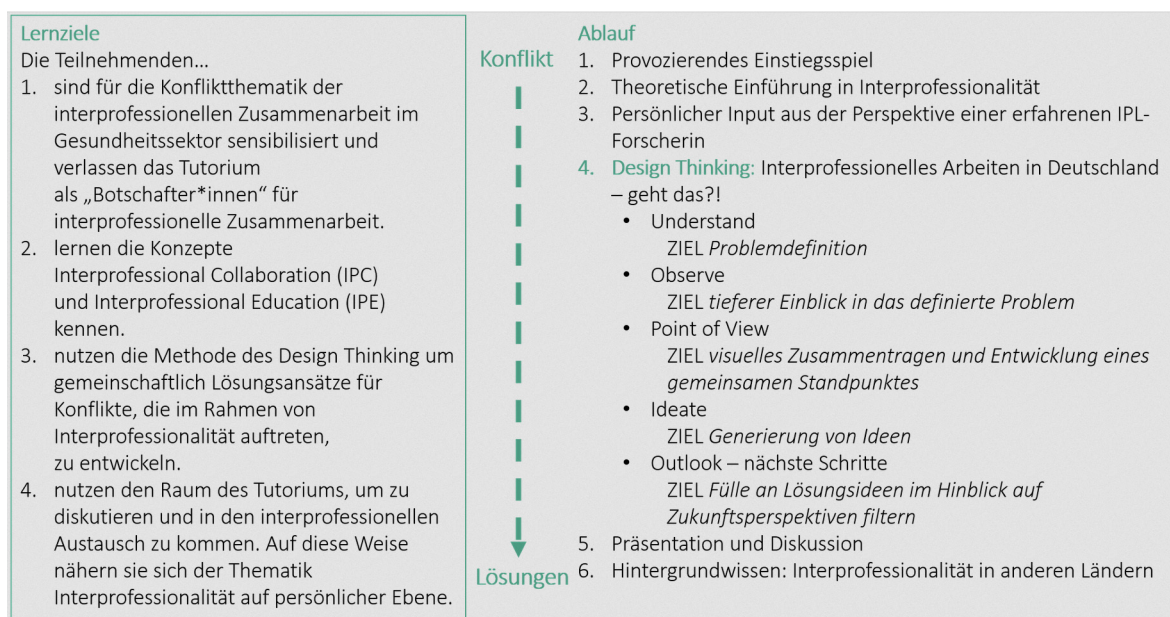 Lernziele
Die Teilnehmenden…
1. sind für die Konfliktthematik der
interprofessionellen Zusammenarbeit im
Gesundheitssektor sensibilisiert und
verlassen das Tutorium
als „Botschafter*innen" für
interprofessionelle Zusammenarbeit.
2. lernen die Konzepte
Interprofessional Collaboration (IPC)
und Interprofessional Education (IPE)
kennen.
3. nutzen die Methode des Design Thinking um
gemeinschaftlich Lösungsansätze für
Konflikte, die im Rahmen von
Interprofessionalität auftreten,
zu entwickeln.
4. nutzen den Raum des Tutoriums, um zu
diskutieren und in den interprofessionellen
Austausch zu kommen. Auf diese Weise
nähern sie sich der Thematik
Interprofessionalität auf persönlicher Ebene.
Konflikt
Lösungen
Ablauf
1. Provozierendes Einstiegsspiel
2. Theoretische Einführung in Interprofessionalität
3. Persönlicher Input aus der Perspektive einer erfahrenen IPL-
Forscherin
4. Design Thinking: Interprofessionelles Arbeiten in Deutschland
– geht das?!
• Understand
ZIEL Problemdefinition
• Observe
ZIEL tieferer Einblick in das definierte Problem
• Point of View
ZIEL visuelles Zusammentragen und Entwicklung eines
gemeinsamen Standpunktes
• Ideate
ZIEL Generierung von Ideen
• Outlook – nächste Schritte
ZIEL Fülle an Lösungsideen im Hinblick auf
Zukunftsperspektiven filtern
5. Präsentation und Diskussion
6. Hintergrundwissen: Interprofessionalität in anderen Ländern